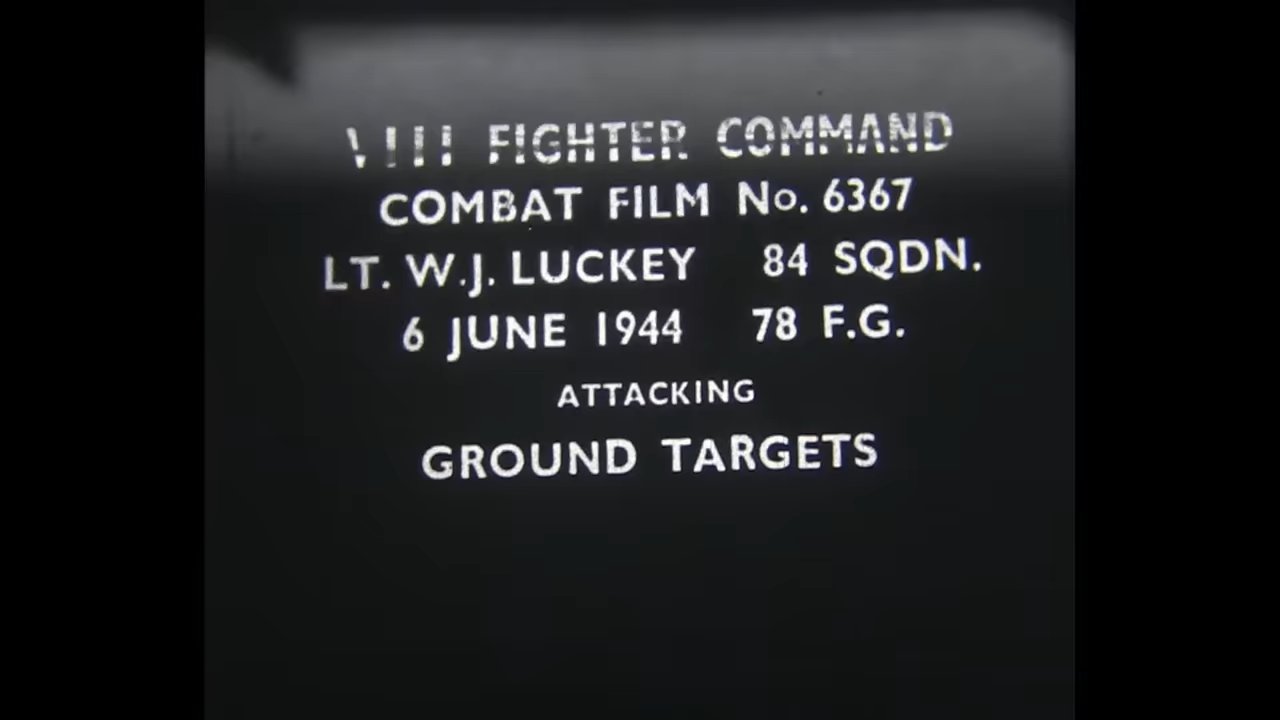 VIII FIGHTER COMMAND
COMBAT FILM No. 6367
LT. W.J. LUCKEY 84 SQDN.
6 JUNE 1944 78 F.G.
ATTACKING
GROUND TARGETS